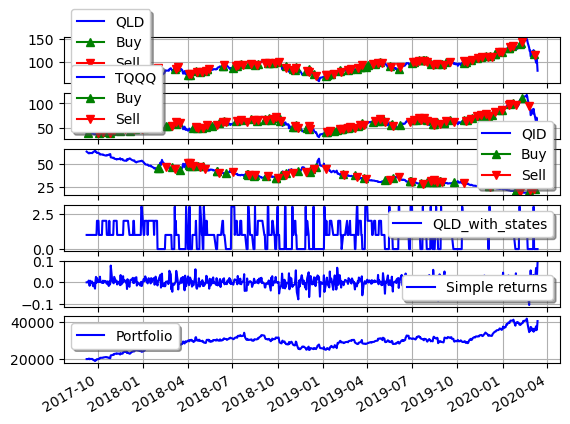 QLD
Buy
Sell
150
100
TQQQ
Buy
Sell
100
50
QID
Buy
Sell
50
25
QLD_with_states
2.5
0.0
Simple returns
0.1
0.0
−0.1
Portfolio
40000
20000
2017-10
2018-01
2018-04
2018-07
2018-10
2019-01
2019-04
2019-07
2019-10
2020-01
2020-04